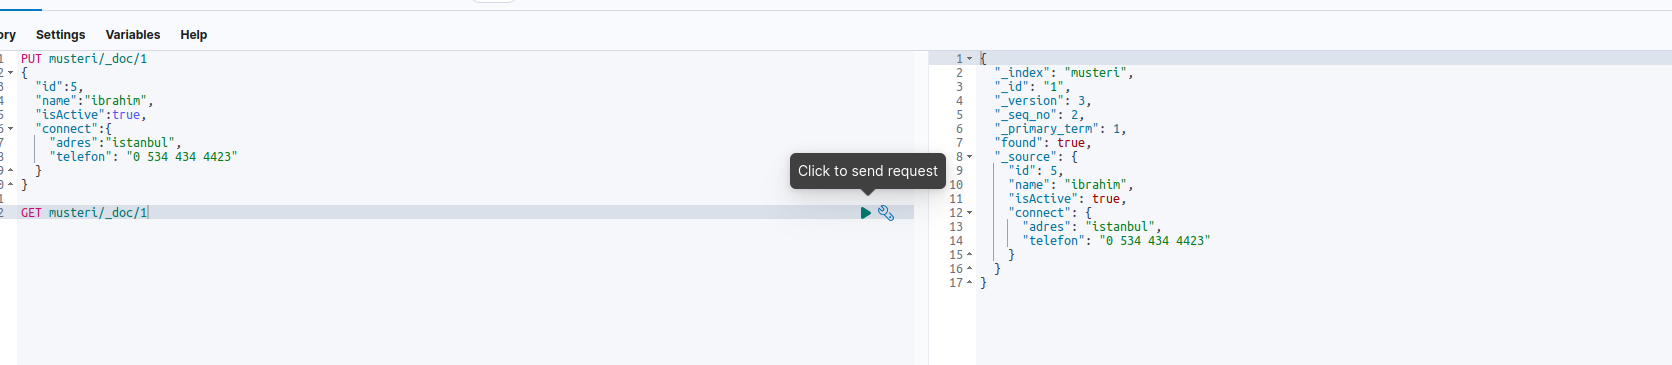 ory Settings Variables Help
1 PUT musteri/_doc/1
2 {
3 "id":5,
4 "name":"ibrahim",
5 "isActive":true,
6 "connect":{
7 "adres":"istanbul",
8 "telefon": "0 534 434 4423"
9 }
0 }
1
2 GET musteri/_doc/1
Click to send request
1 {
2 "_index": "musteri",
3 "_id": "1",
4 "_version": 3,
5 "_seq_no": 2,
6 "_primary_term": 1,
7 "found": true,
8 "_source": {
9 "id": 5,
10 "name": "ibrahim",
11 "isActive": true,
12 "connect": {
13 "adres": "istanbul",
14 "telefon": "0 534 434 4423"
15 }
16 }
17 }